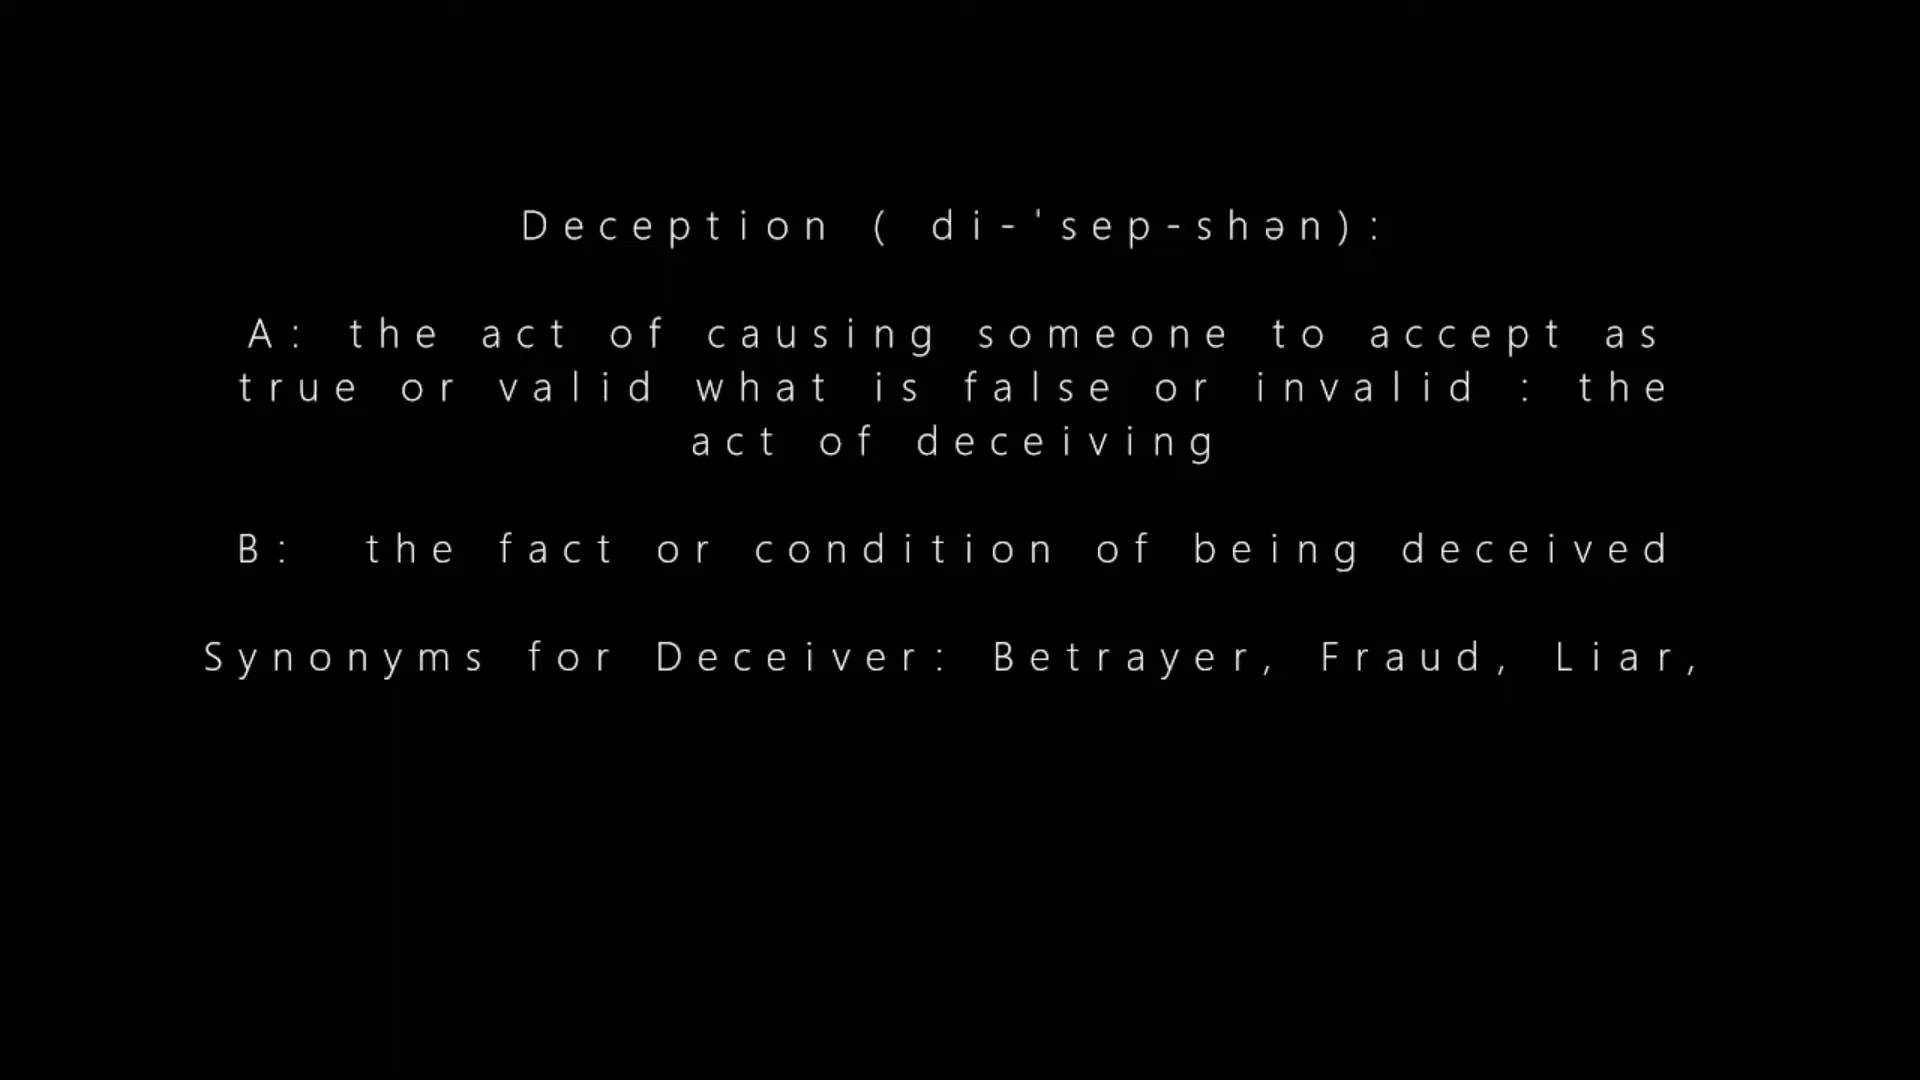 Deception ( di-ˈsep-shən):
A: the act of causing someone to accept as
true or valid what is false or invalid : the
act of deceiving
B:  the fact or condition of being deceived
Synonyms for Deceiver: Betrayer, Fraud, Liar,